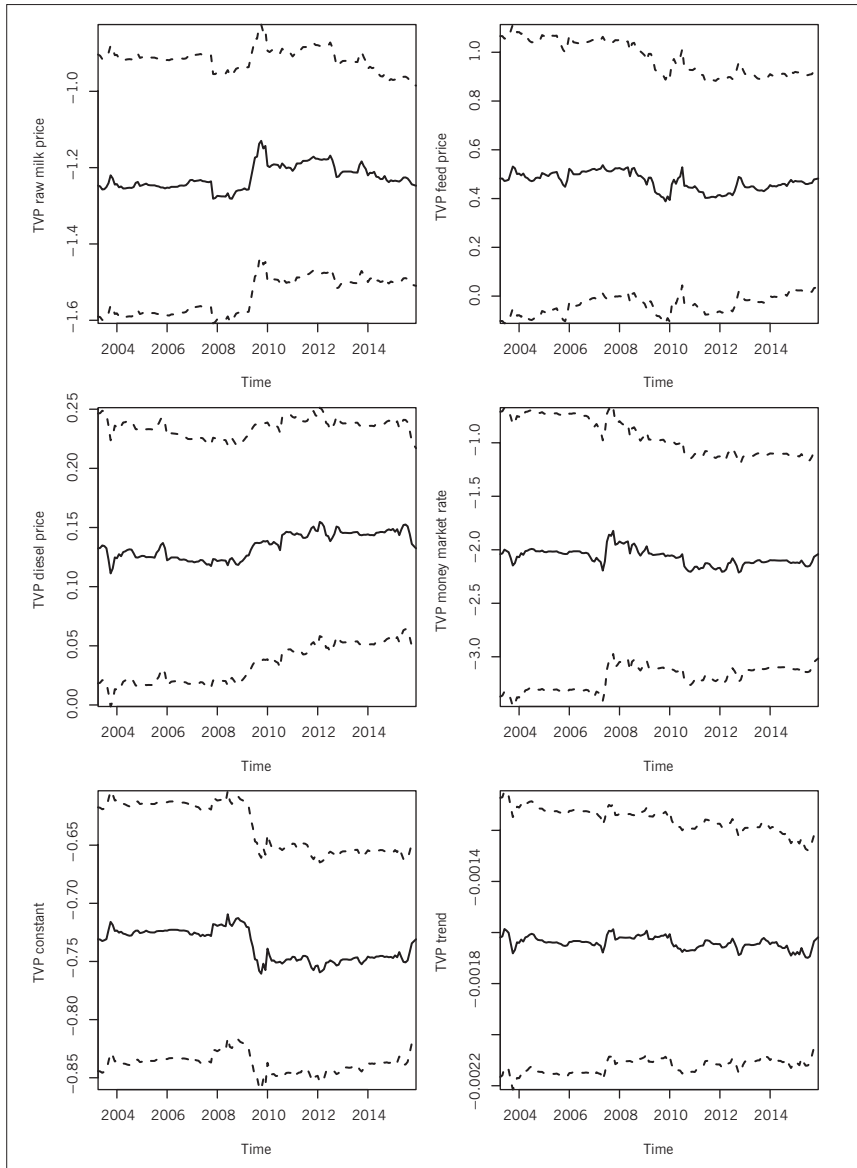 TVP raw milk price
−1.0
−1.2
−1.4
−1.6
2004 2006 2008 2010 2012 2014
Time
TVP feed price
1.0
0.8
0.6
0.4
0.2
0.0
2004 2006 2008 2010 2012 2014
Time
TVP diesel price
0.25
0.20
0.15
0.10
0.05
0.00
2004 2006 2008 2010 2012 2014
Time
TVP money market rate
−1.0
−1.5
−2.0
−2.5
−3.0
2004 2006 2008 2010 2012 2014
Time
TVP constant
−0.65
−0.70
−0.75
−0.80
−0.85
2004 2006 2008 2010 2012 2014
Time
TVP trend
−0.0014
−0.0018
−0.0022
2004 2006 2008 2010 2012 2014
Time